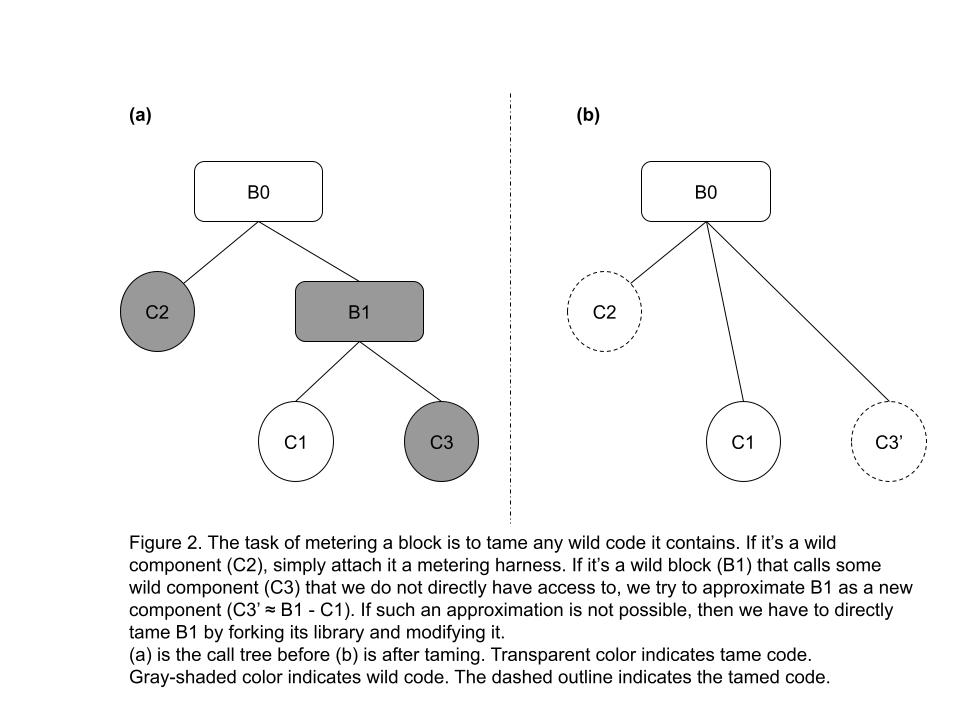 (a)
(b)
B0
B0
C2
B1
C2
C1
C3
C1
C3’
Figure 2. The task of metering a block is to tame any wild code it contains. If it’s a wild
component (C2), simply attach it a metering harness. If it’s a wild block (B1) that calls some
wild component (C3) that we do not directly have access to, we try to approximate B1 as a new
component (C3’ ≈ B1 - C1). If such an approximation is not possible, then we have to directly
tame B1 by forking its library and modifying it.
(a) is the call tree before (b) is after taming. Transparent color indicates tame code.
Gray-shaded color indicates wild code. The dashed outline indicates the tamed code.